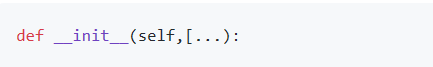 def __init__(self,[...):